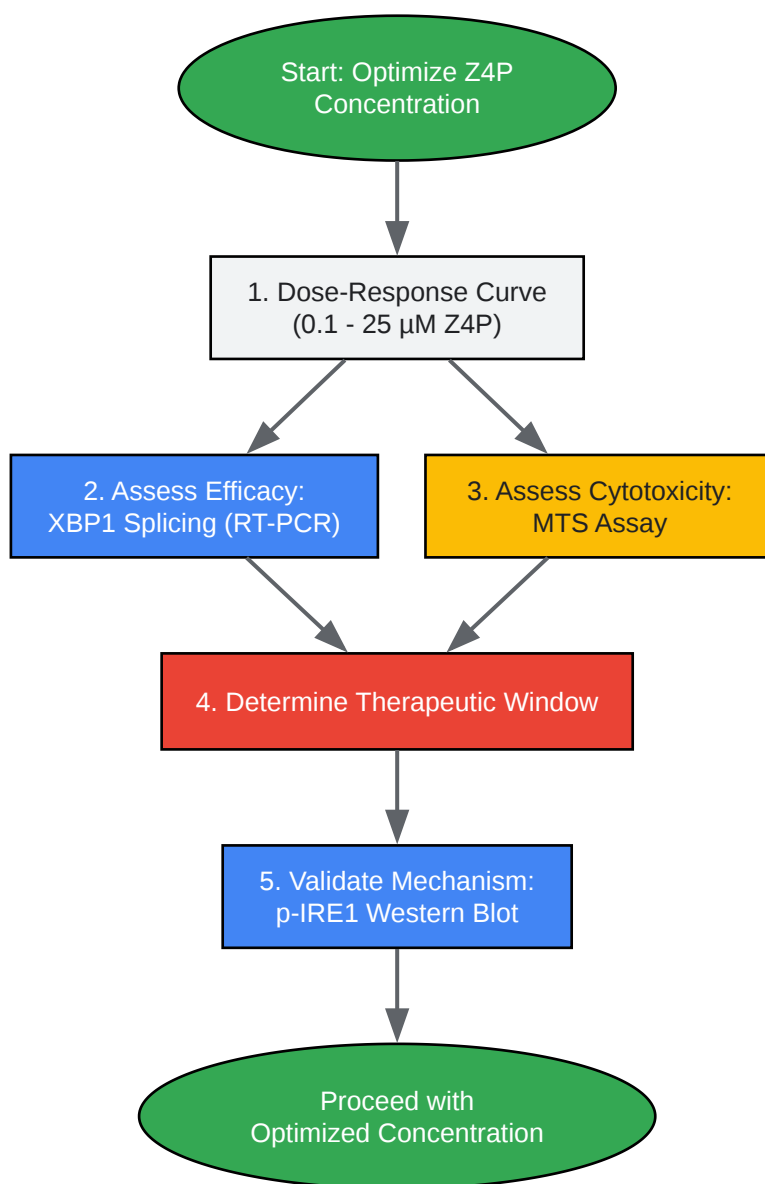 Start: Optimize Z4P
Concentration
1. Dose-Response Curve
(0.1 - 25 µM Z4P)
2. Assess Efficacy:
XBP1 Splicing (RT-PCR)
3. Assess Cytotoxicity:
MTS Assay
4. Determine Therapeutic Window
5. Validate Mechanism:
p-IRE1 Western Blot
Proceed with
Optimized Concentration